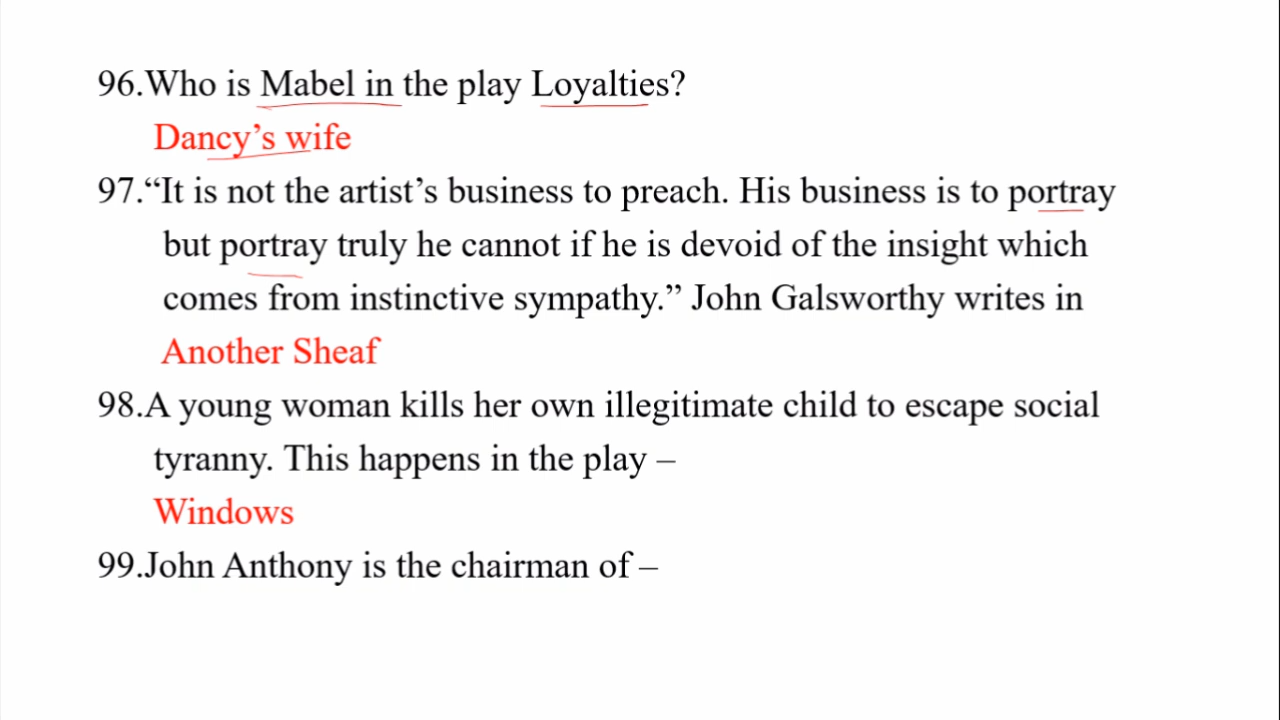 96.Who is Mabel in the play Loyalties?
Dancy’s wife
97.“It is not the artist’s business to preach. His business is to portray
but portray truly he cannot if he is devoid of the insight which
comes from instinctive sympathy.” John Galsworthy writes in
Another Sheaf
98.A young woman kills her own illegitimate child to escape social
tyranny. This happens in the play –
Windows
99.John Anthony is the chairman of –